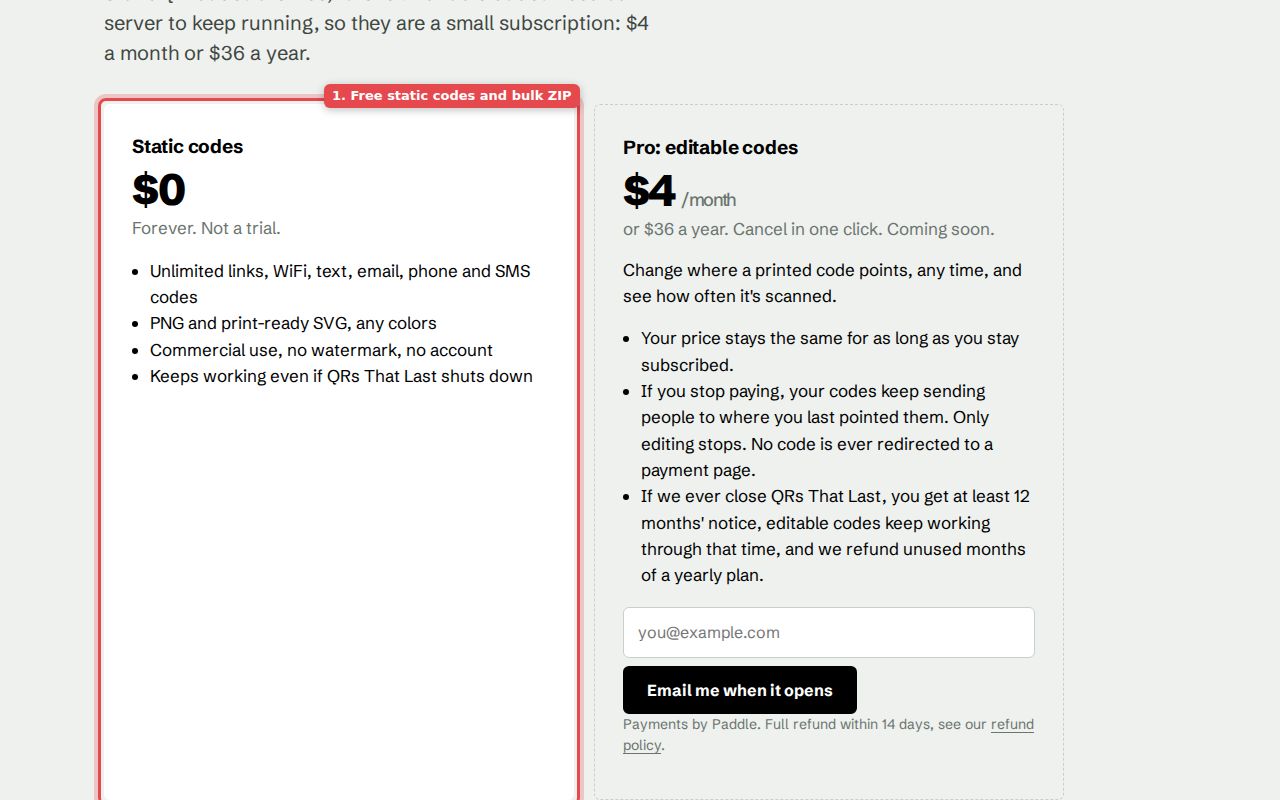 server to keep running, so they are a small subscription: $4
a month or $36 a year.
1. Free static codes and bulk ZIP
Static codes
$0
Forever. Not a trial.
• Unlimited links, WiFi, text, email, phone and SMS
codes
• PNG and print-ready SVG, any colors
• Commercial use, no watermark, no account
• Keeps working even if QRs That Last shuts down
Pro: editable codes
$4 /month
or $36 a year. Cancel in one click. Coming soon.
Change where a printed code points, any time, and
see how often it's scanned.
• Your price stays the same for as long as you stay
subscribed.
• If you stop paying, your codes keep sending
people to where you last pointed them. Only
editing stops. No code is ever redirected to a
payment page.
• If we ever close QRs That Last, you get at least 12
months' notice, editable codes keep working
through that time, and we refund unused months
of a yearly plan.
you@example.com
Email me when it opens
Payments by Paddle. Full refund within 14 days, see our refund
policy.